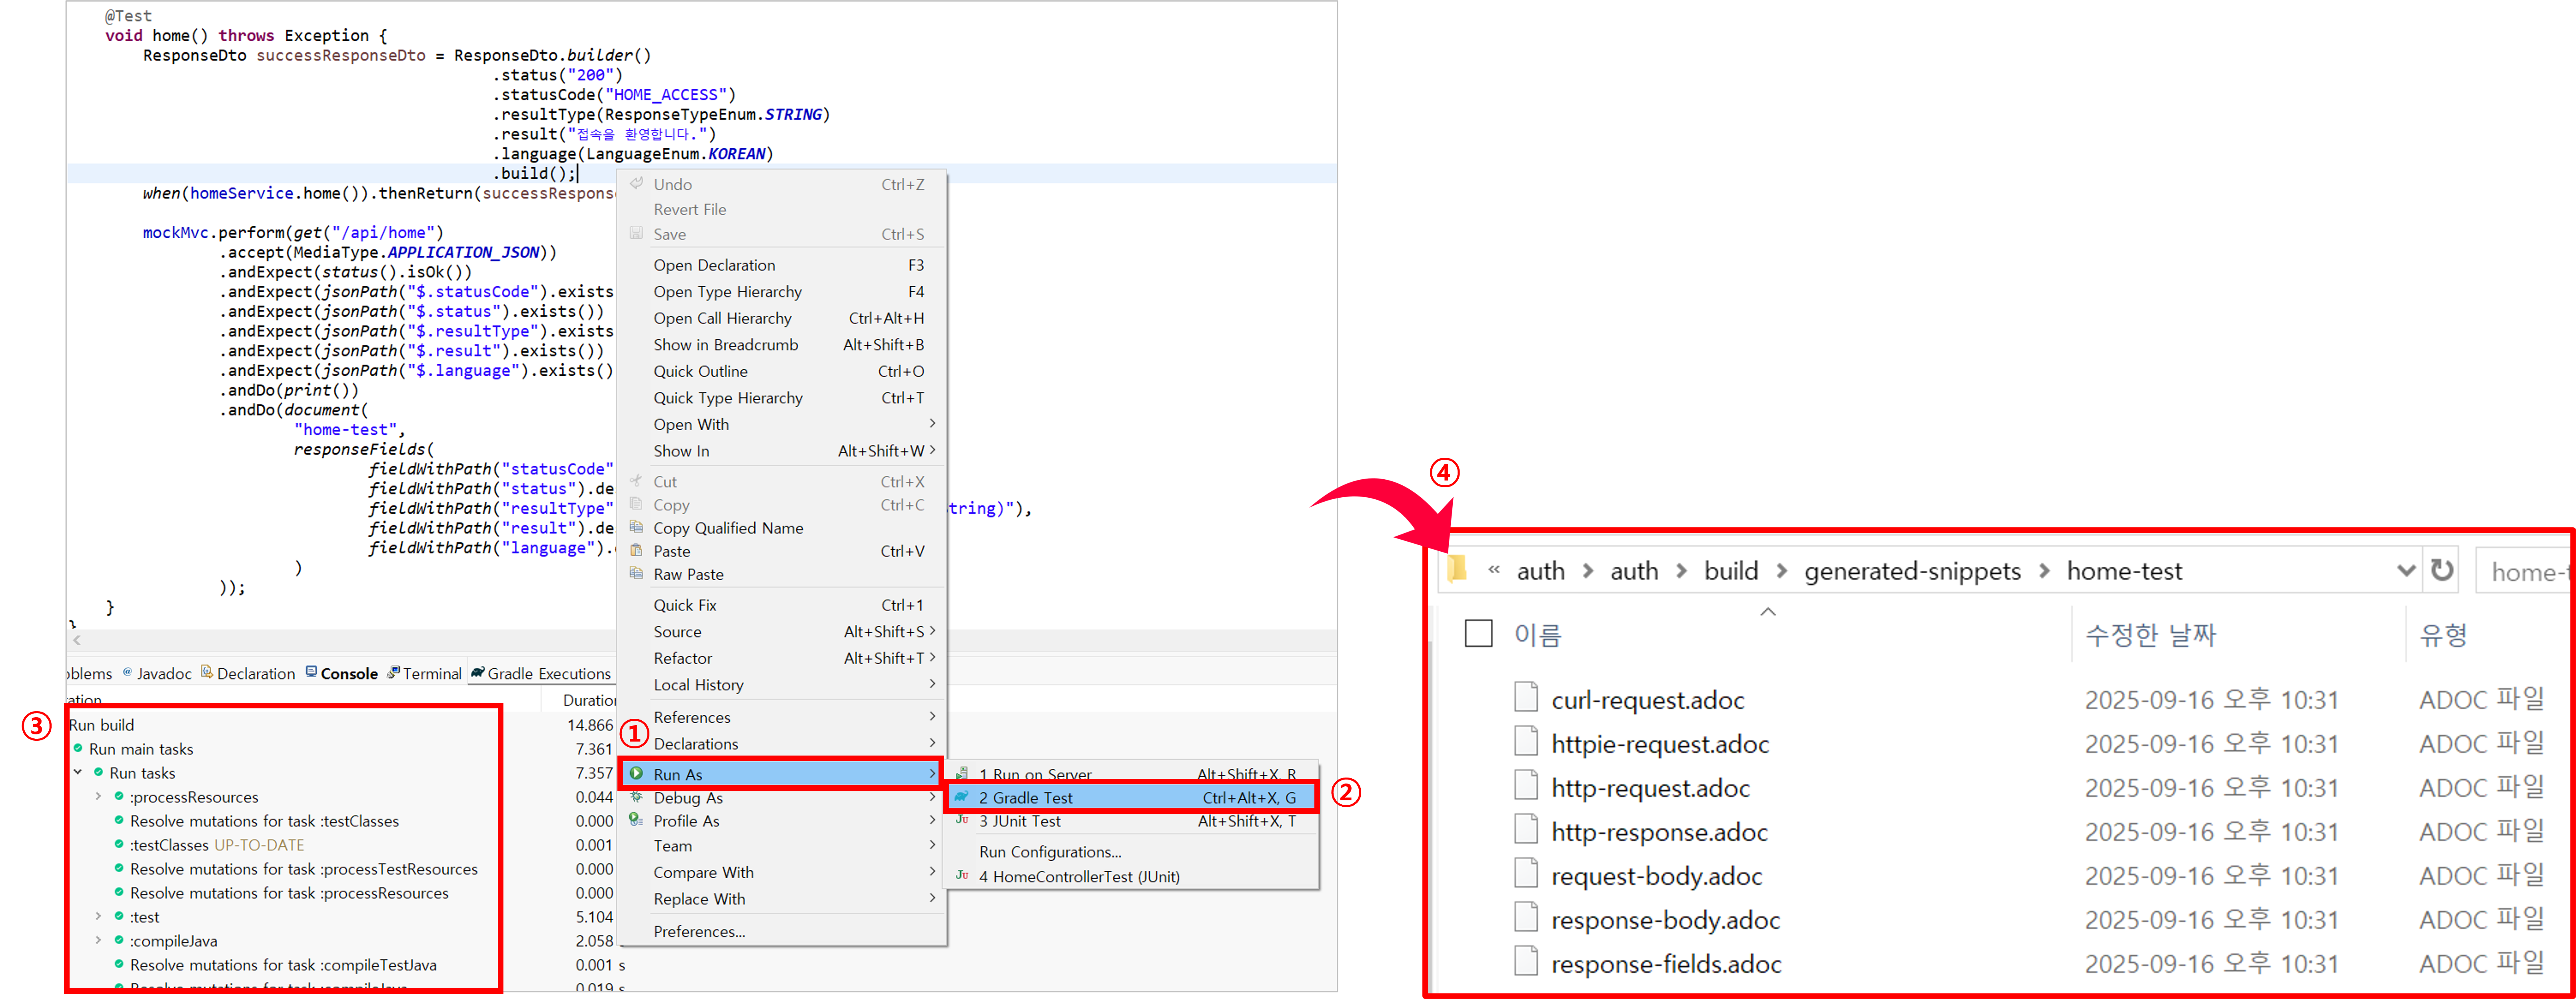 @Test
void home() throws Exception {
ResponseDto successResponseDto = ResponseDto.builder()
.status("200")
.statusCode("HOME_ACCESS")
.resultType(ResponseTypeEnum.STRING)
.result("접속을 환영합니다.")
.language(LanguageEnum.KOREAN)
.build();
when(homeService.home()).thenReturn(successRespons
mockMvc.perform(get("/api/home")
.accept(MediaType.APPLICATION_JSON))
.andExpect(status().isOk())
.andExpect(jsonPath("$.statusCode").exists
.andExpect(jsonPath("$.status").exists())
.andExpect(jsonPath("$.resultType").exists
.andExpect(jsonPath("$.result").exists())
.andExpect(jsonPath("$.language").exists()
.andDo(print())
.andDo(document(
"home-test",
responseFields(
fieldWithPath("statusCode"
fieldWithPath("status").de
fieldWithPath("resultType" tring)"),
fieldWithPath("result").de
fieldWithPath("language").
)
));
}
}
Undo Ctrl+Z
Revert File
Save Ctrl+S
Open Declaration F3
Open Type Hierarchy F4
Open Call Hierarchy Ctrl+Alt+H
Show in Breadcrumb Alt+Shift+B
Quick Outline Ctrl+O
Quick Type Hierarchy Ctrl+T
Open With
Show In Alt+Shift+W
Cut Ctrl+X
Copy Ctrl+C
Copy Qualified Name
Paste Ctrl+V
Raw Paste
Quick Fix Ctrl+1
Source Alt+Shift+S
Refactor Alt+Shift+T
Local History
References
① Declarations
Run As
Debug As
Profile As
Team
Compare With
Replace With
Preferences...
1 Run on Server Alt+Shift+X, R
2 Gradle Test Ctrl+Alt+X, G ②
3 JUnit Test Alt+Shift+X, T
Run Configurations...
4 HomeControllerTest (JUnit)
oblems @ Javadoc Declaration Console Terminal Gradle Executions
ration Duration
③ Run build 14.866
Run main tasks 7.361
Run tasks 7.357
:processResources 0.044
Resolve mutations for task :testClasses 0.000
:testClasses UP-TO-DATE 0.001
Resolve mutations for task :processTestResources 0.000
Resolve mutations for task :processResources 0.000
:test 5.104
:compileJava 2.058 s
Resolve mutations for task :compileTestJava 0.001 s
Resolve mutations for task :compileJava 0.019 s
④
« auth > auth > build > generated-snippets > home-test home-t
이름 수정한 날짜 유형
curl-request.adoc 2025-09-16 오후 10:31 ADOC 파일
httpie-request.adoc 2025-09-16 오후 10:31 ADOC 파일
http-request.adoc 2025-09-16 오후 10:31 ADOC 파일
http-response.adoc 2025-09-16 오후 10:31 ADOC 파일
request-body.adoc 2025-09-16 오후 10:31 ADOC 파일
response-body.adoc 2025-09-16 오후 10:31 ADOC 파일
response-fields.adoc 2025-09-16 오후 10:31 ADOC 파일